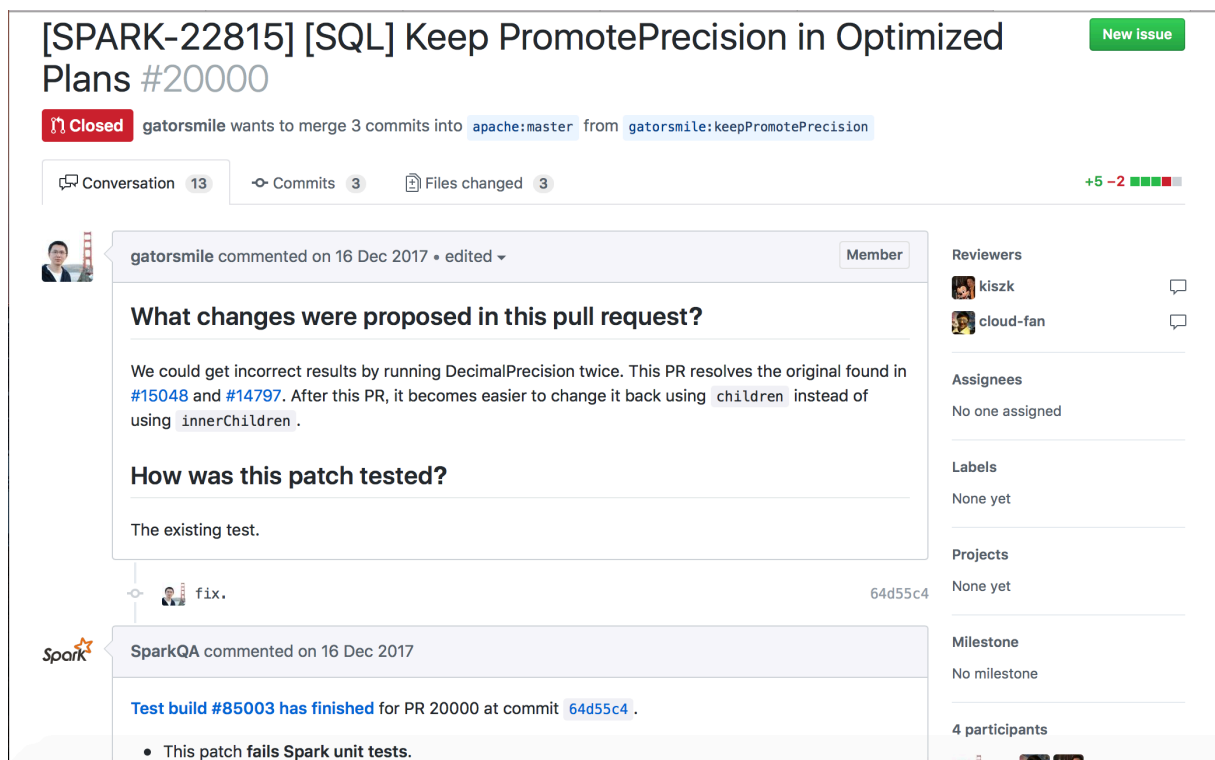 [SPARK-22815] [SQL] Keep PromotePrecision in Optimized
Plans #20000
New issue
Closed gatorsmile wants to merge 3 commits into apache:master from gatorsmile:keepPromotePrecision
Conversation 13 Commits 3 Files changed 3
+5 −2
gatorsmile commented on 16 Dec 2017 • edited
Member
What changes were proposed in this pull request?
We could get incorrect results by running DecimalPrecision twice. This PR resolves the original found in
#15048 and #14797. After this PR, it becomes easier to change it back using children instead of
using innerChildren.
How was this patch tested?
The existing test.
fix. 64d55c4
Spark
SparkQA commented on 16 Dec 2017
Test build #85003 has finished for PR 20000 at commit 64d55c4.
• This patch fails Spark unit tests.
Reviewers
kiszk
cloud-fan
Assignees
No one assigned
Labels
None yet
Projects
None yet
Milestone
No milestone
4 participants